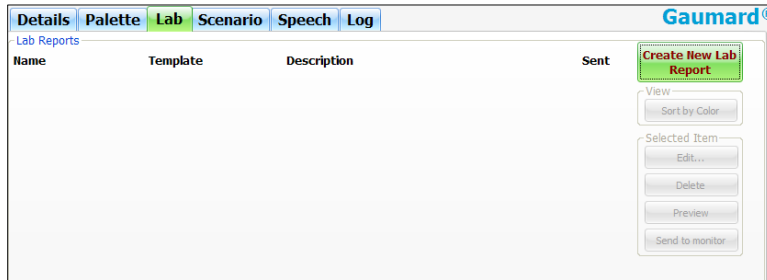 Details Palette Lab Scenario Speech Log Gaumard®
Lab Reports
Name Template Description Sent
Create New Lab
Report
View
Sort by Color
Selected Item
Edit...
Delete
Preview
Send to monitor